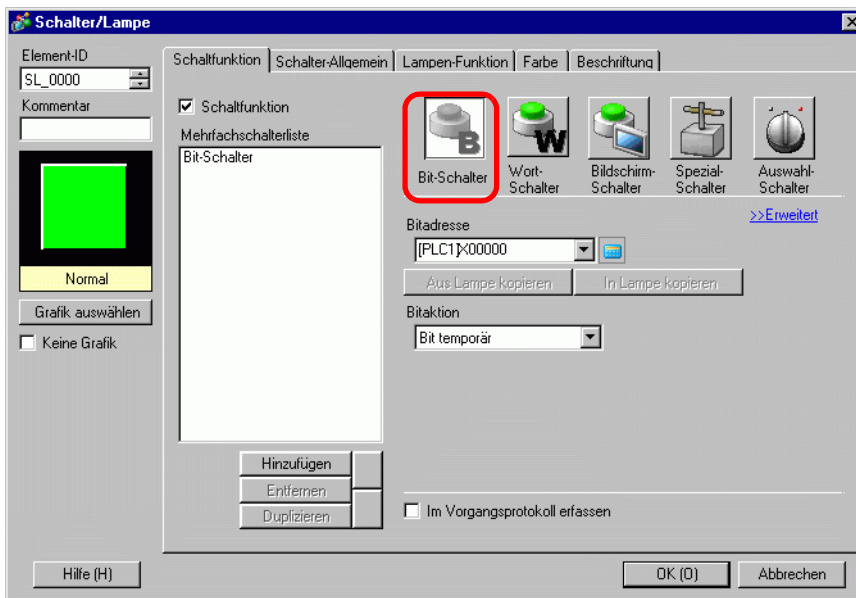 Schalter/Lampe
Element-ID
SL_0000
Kommentar
Normal
Grafik auswählen
Keine Grafik
Schaltfunktion
Schalter-Allgemein
Lampen-Funktion
Farbe
Beschriftung
Schaltfunktion
Mehrfachschalterliste
Bit-Schalter
Hinzufügen
Entfernen
Duplizieren
B
Bit-Schalter
W
Wort-
Schalter
Bildschirm-
Schalter
Spezial-
Schalter
Auswahl-
Schalter
>>Erweitert
Bitadresse
[PLC1]X00000
Aus Lampe kopieren
In Lampe kopieren
Bitaktion
Bit temporär
Im Vorgangsprotokoll erfassen
Hilfe (H)
OK (O)
Abbrechen